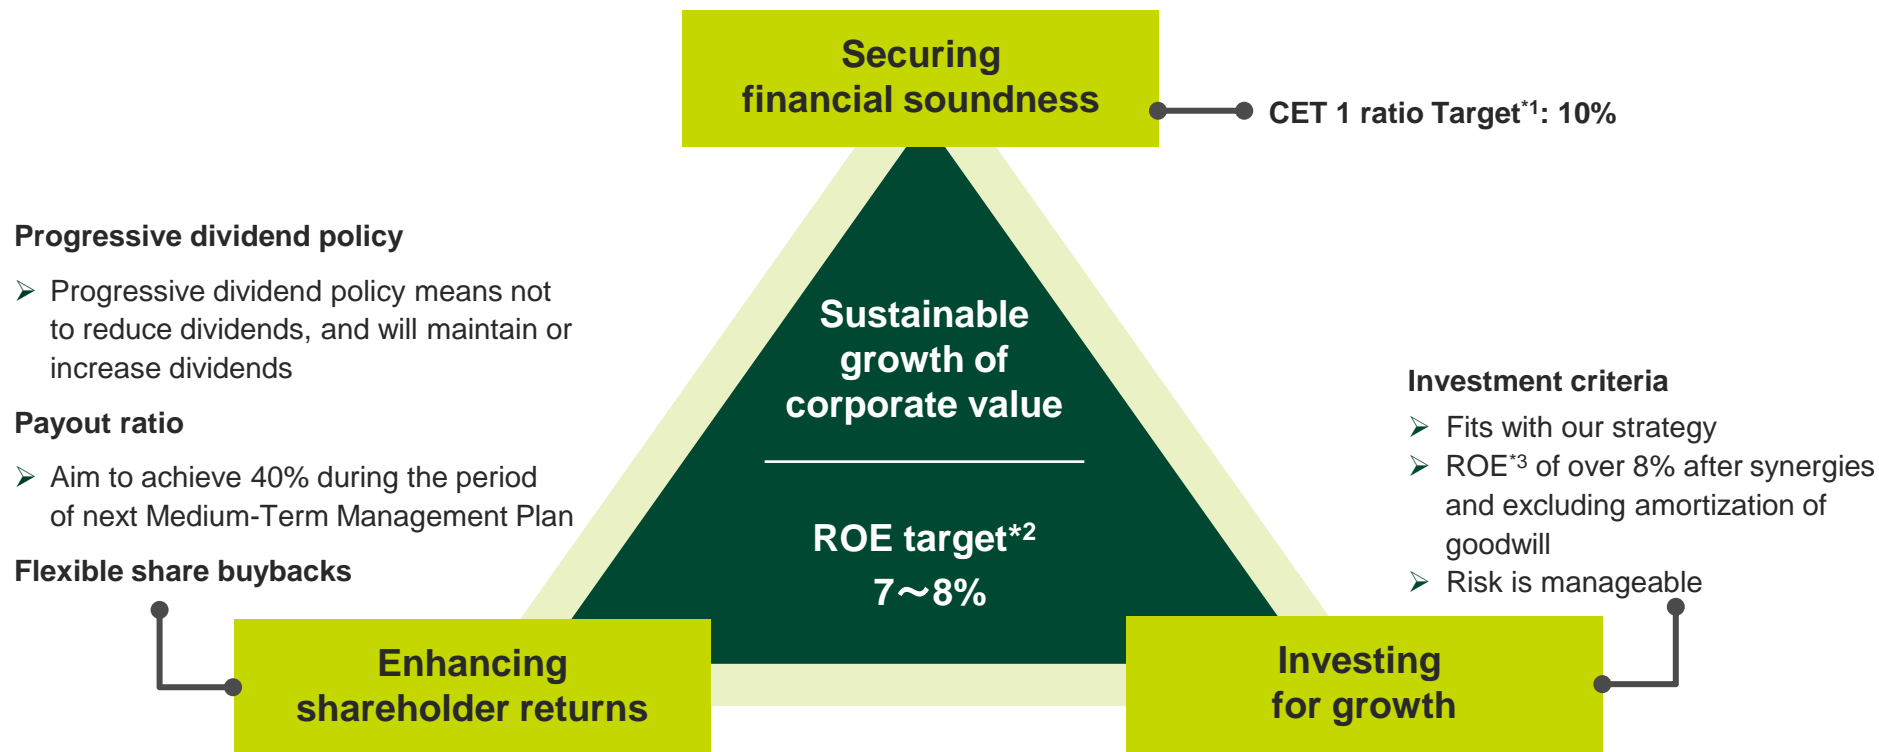 Securing
financial soundness
CET 1 ratio Target*1: 10%
Progressive dividend policy
➢ Progressive dividend policy means not
to reduce dividends, and will maintain or
increase dividends
Payout ratio
➢ Aim to achieve 40% during the period
of next Medium-Term Management Plan
Flexible share buybacks
Sustainable
growth of
corporate value
ROE target*2
7～8%
Investment criteria
➢ Fits with our strategy
➢ ROE*3 of over 8% after synergies
and excluding amortization of
goodwill
➢ Risk is manageable
Enhancing
shareholder returns
Investing
for growth